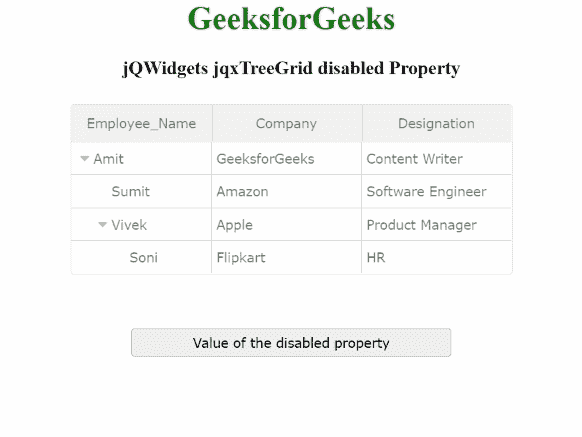 GeeksforGeeks
jQWidgets jqxTreeGrid disabled Property
Employee_Name Company Designation
Amit GeeksforGeeks Content Writer
Sumit Amazon Software Engineer
Vivek Apple Product Manager
Soni Flipkart HR
Value of the disabled property